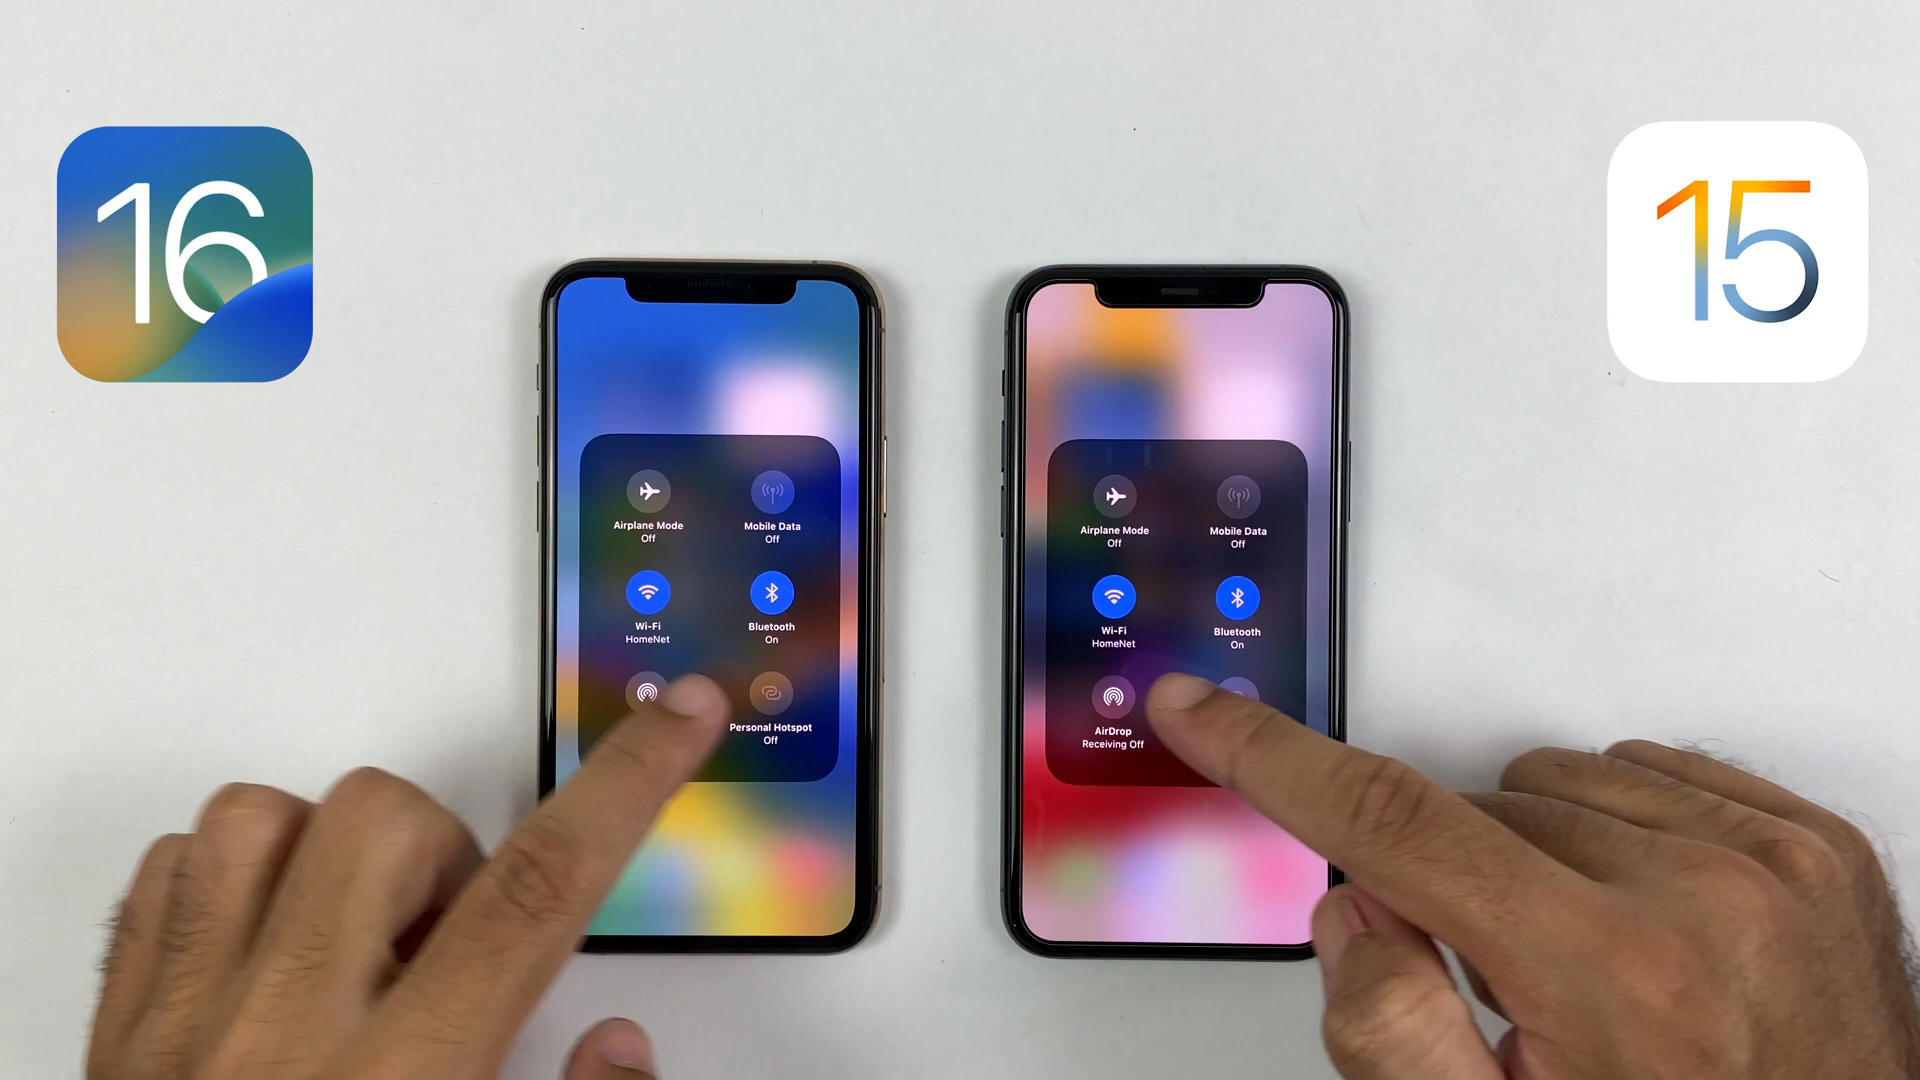 16
15
Airplane Mode
Off
Mobile Data
Off
Wi-Fi
HomeNet
Bluetooth
On
Personal Hotspot
Off
Airplane Mode
Off
Mobile Data
Off
Wi-Fi
HomeNet
Bluetooth
On
AirDrop
Receiving Off